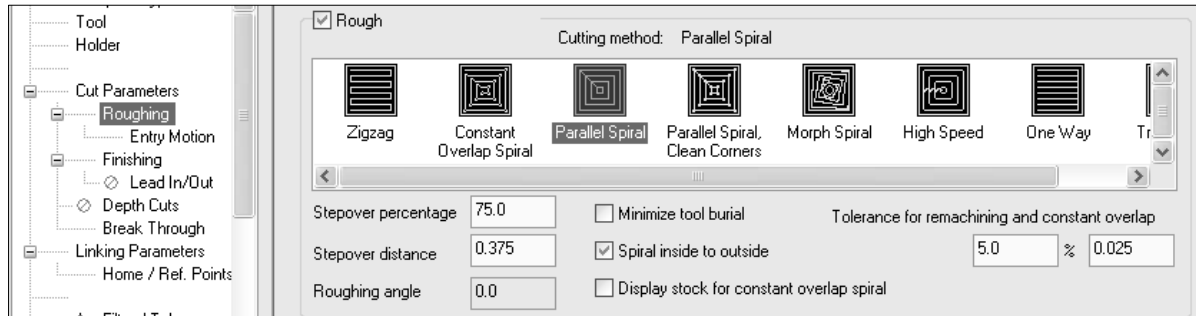 Tool
Holder
Cut Parameters
Roughing
Entry Motion
Finishing
Lead In/Out
Depth Cuts
Break Through
Linking Parameters
Home / Ref. Points
Rough
Cutting method: Parallel Spiral
Zigzag
Constant Overlap Spiral
Parallel Spiral
Parallel Spiral, Clean Corners
Morph Spiral
High Speed
One Way
Stepover percentage 75.0
Minimize tool burial
Tolerance for remachining and constant overlap
Stepover distance 0.375
Spiral inside to outside
5.0 % 0.025
Roughing angle 0.0
Display stock for constant overlap spiral